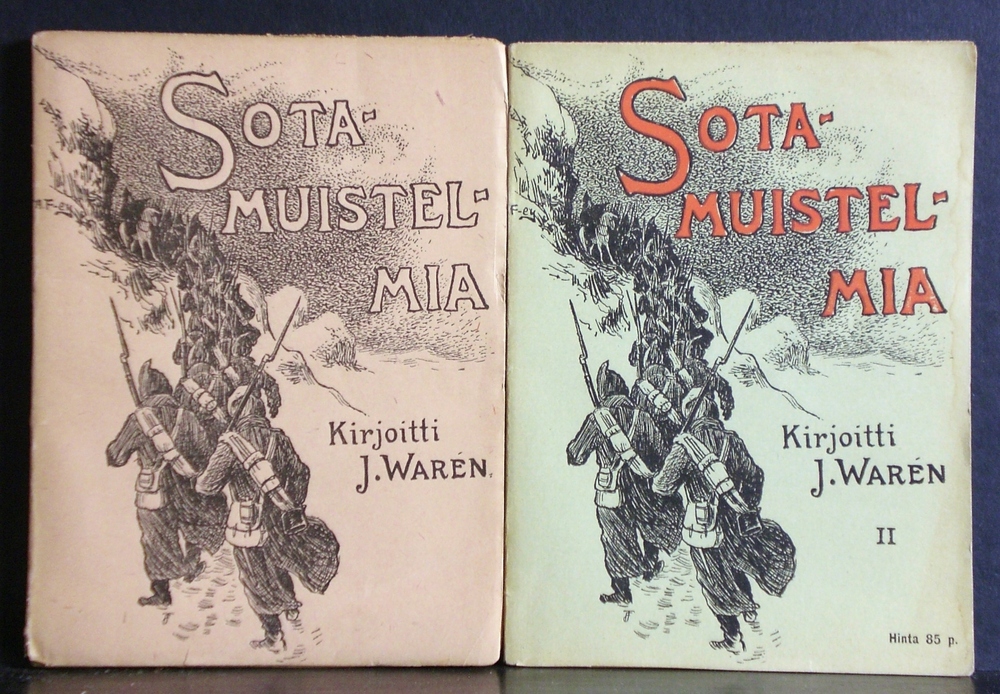 SOTA-
MUISTEL-
MIA
Kirjoitti
J. WARÉN.
SOTA-
MUISTEL-
MIA
Kirjoitti
J. WARÉN
II
Hinta 85 p.